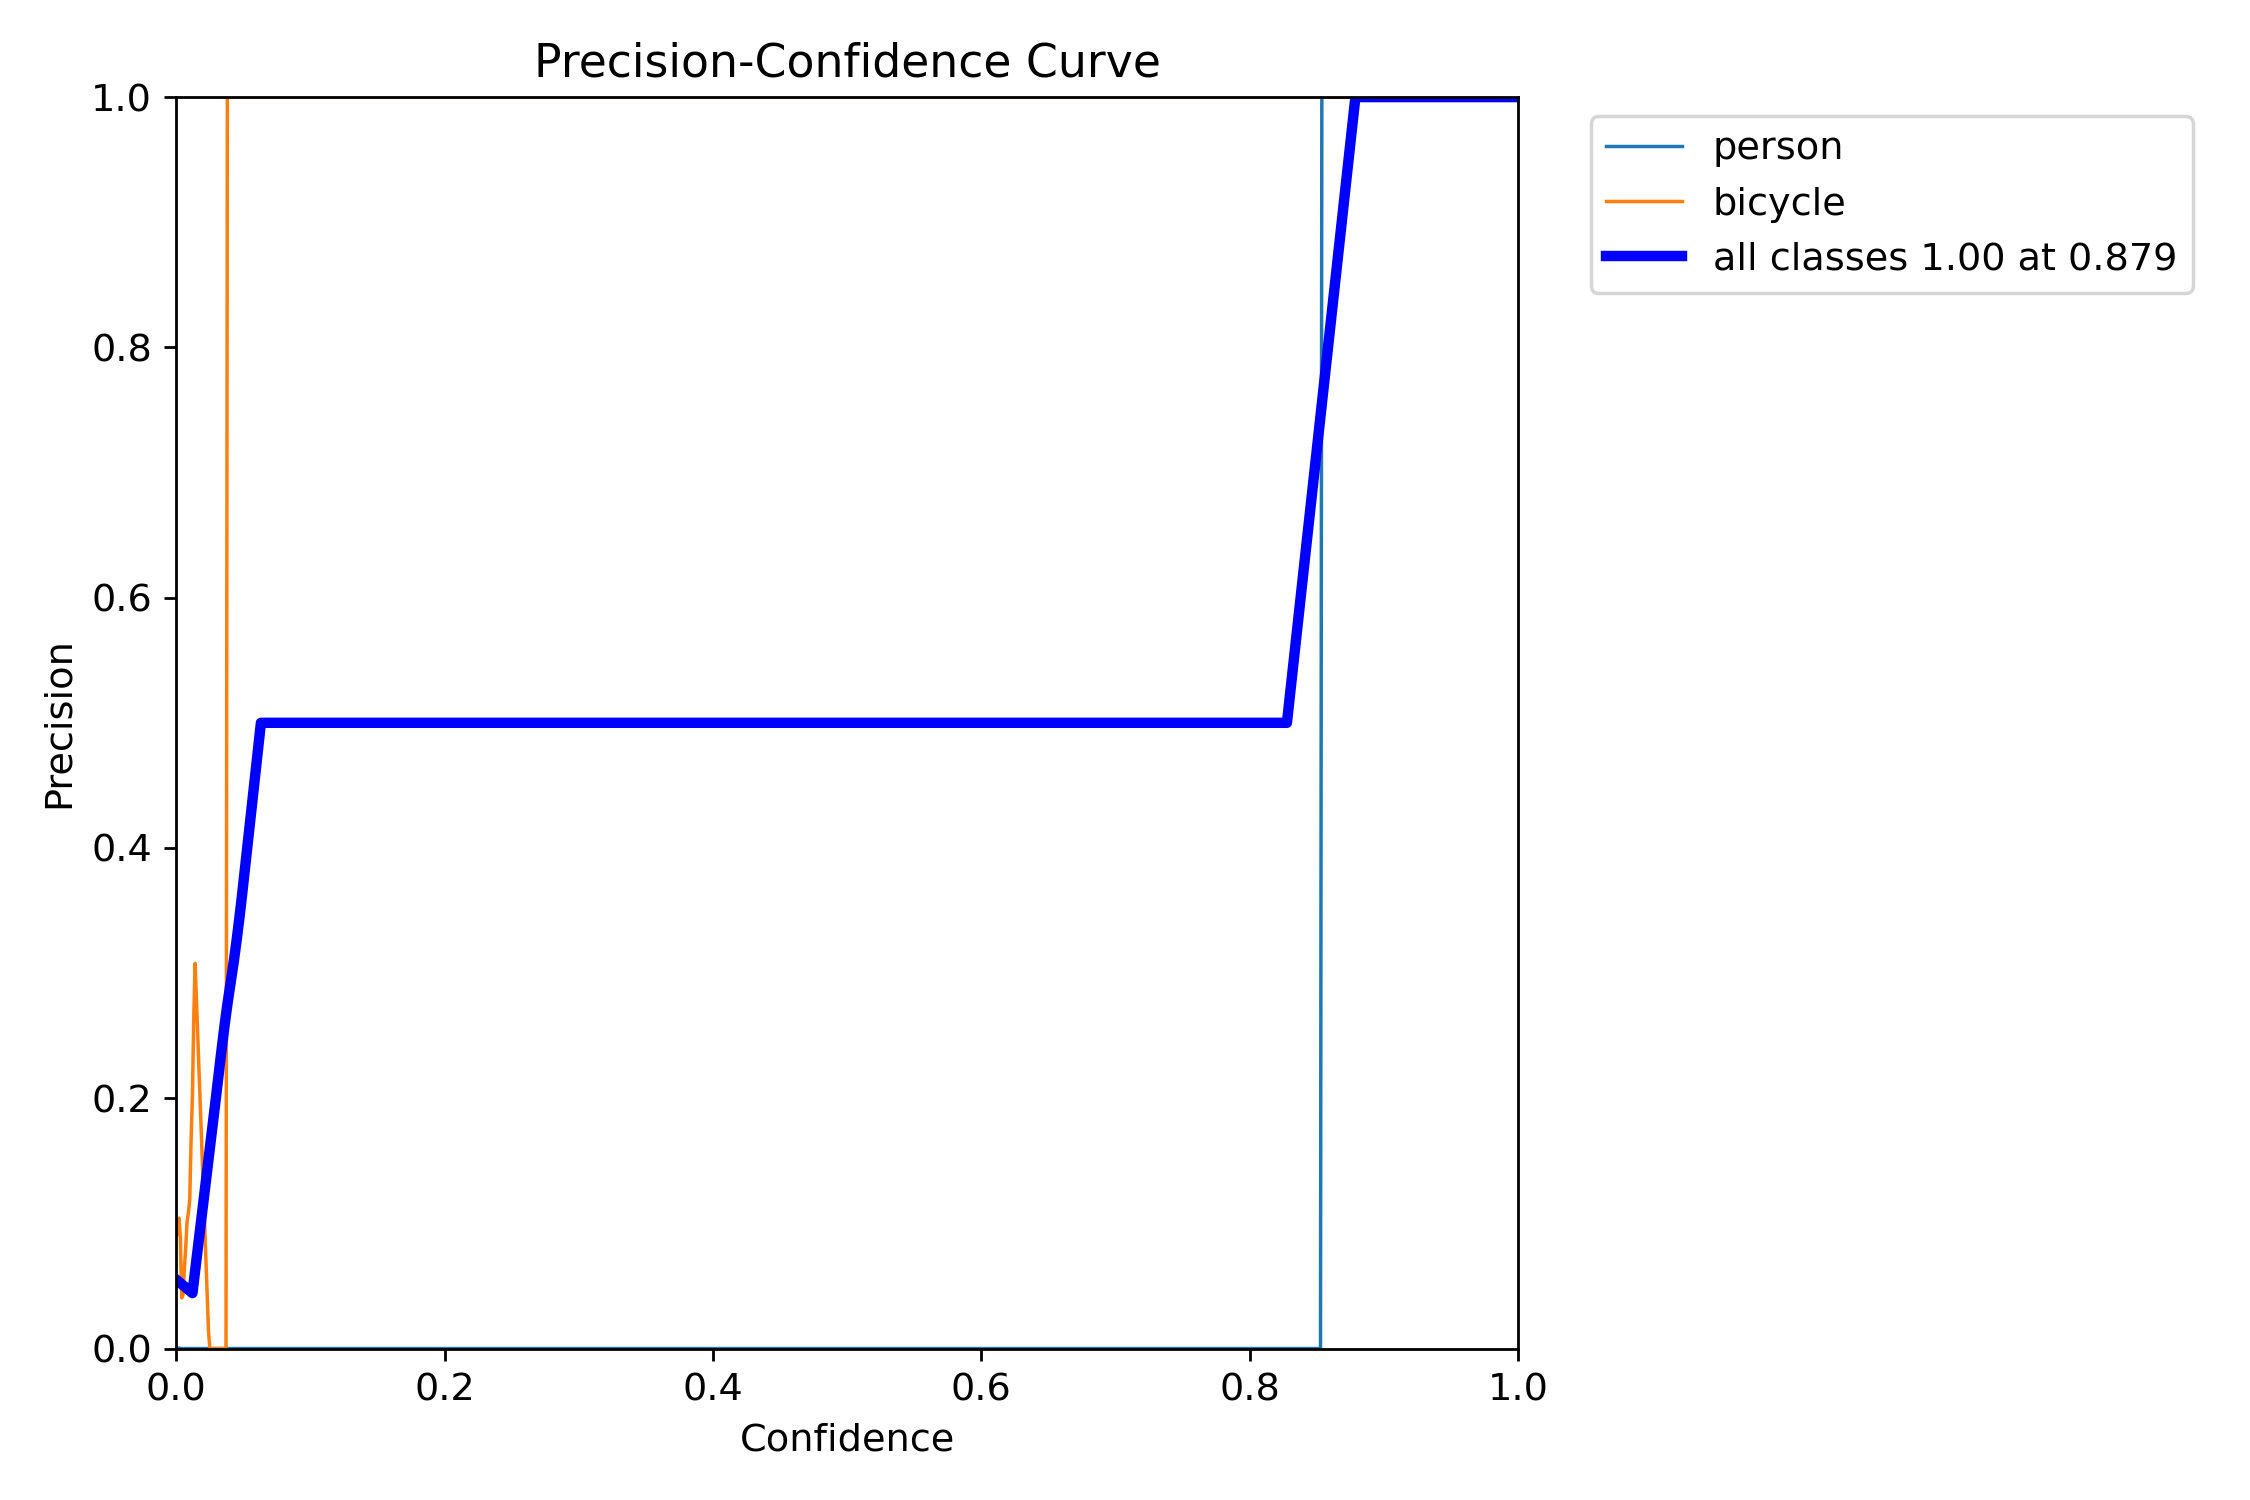 Precision-Confidence Curve
1.0
0.8
0.6
0.4
0.2
0.0
Precision
0.0 0.2 0.4 0.6 0.8 1.0
Confidence
person
bicycle
all classes 1.00 at 0.879